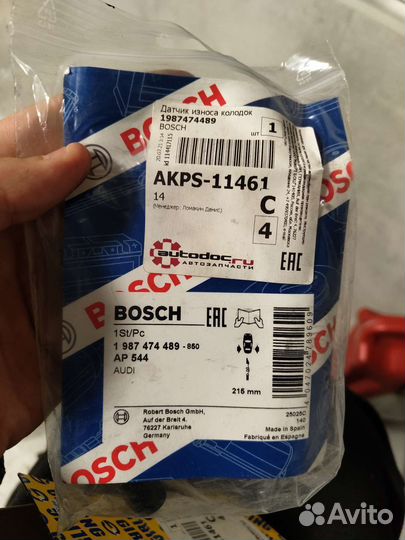 BOSCH
Датчик износа колодок
1987474489
BOSCH
шт
1
AKPS-11461
14
(Менеджер: Ломакин Денис)
C
4
autodoc.ru
АВТОЗАПЧАСТИ
EAC
BOSCH
EAC
1St/Pc
1 987 474 489 - 850
AP 544
AUDI
216 mm
Robert Bosch GmbH,
Auf der Breit 4.
76227 Karlsruhe
Germany
25025C
140
Made in Spain
Fabriqué en Espagne
BOSCH
Avito